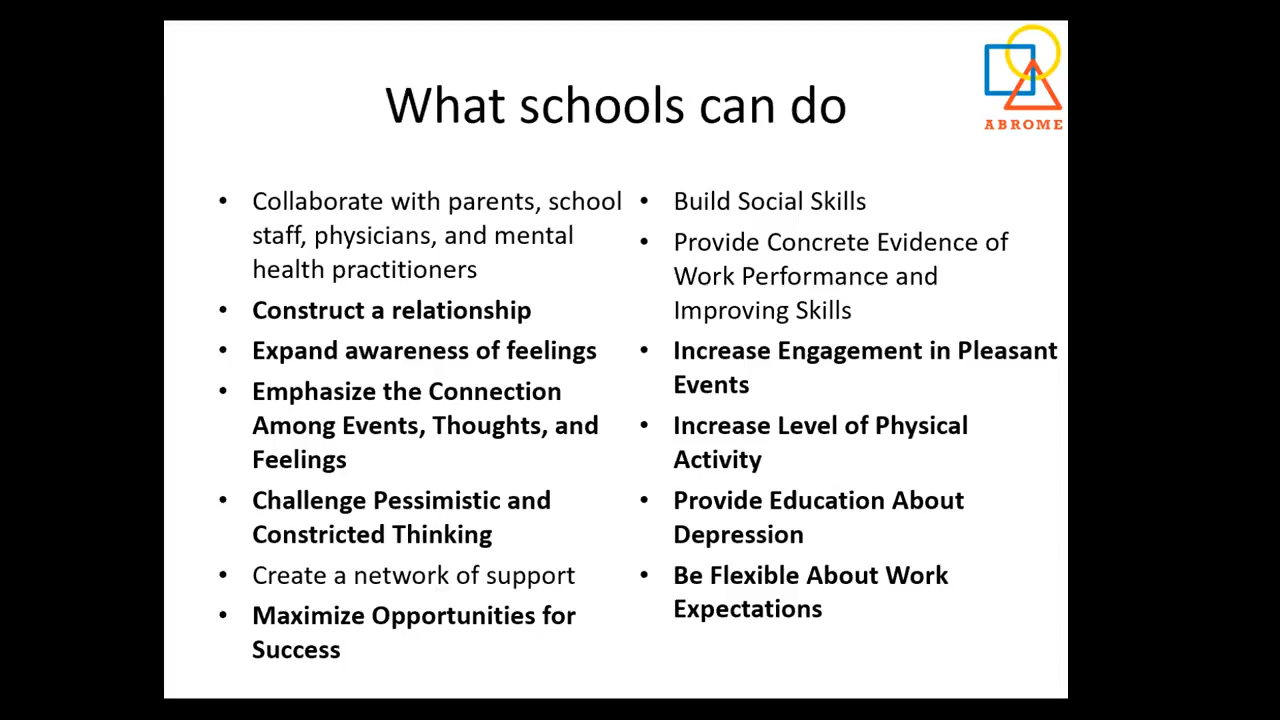 What schools can do
ABROME
• Collaborate with parents, school
staff, physicians, and mental
health practitioners
• Construct a relationship
• Expand awareness of feelings
• Emphasize the Connection
Among Events, Thoughts, and
Feelings
• Challenge Pessimistic and
Constricted Thinking
• Create a network of support
• Maximize Opportunities for
Success
• Build Social Skills
• Provide Concrete Evidence of
Work Performance and
Improving Skills
• Increase Engagement in Pleasant
Events
• Increase Level of Physical
Activity
• Provide Education About
Depression
• Be Flexible About Work
Expectations